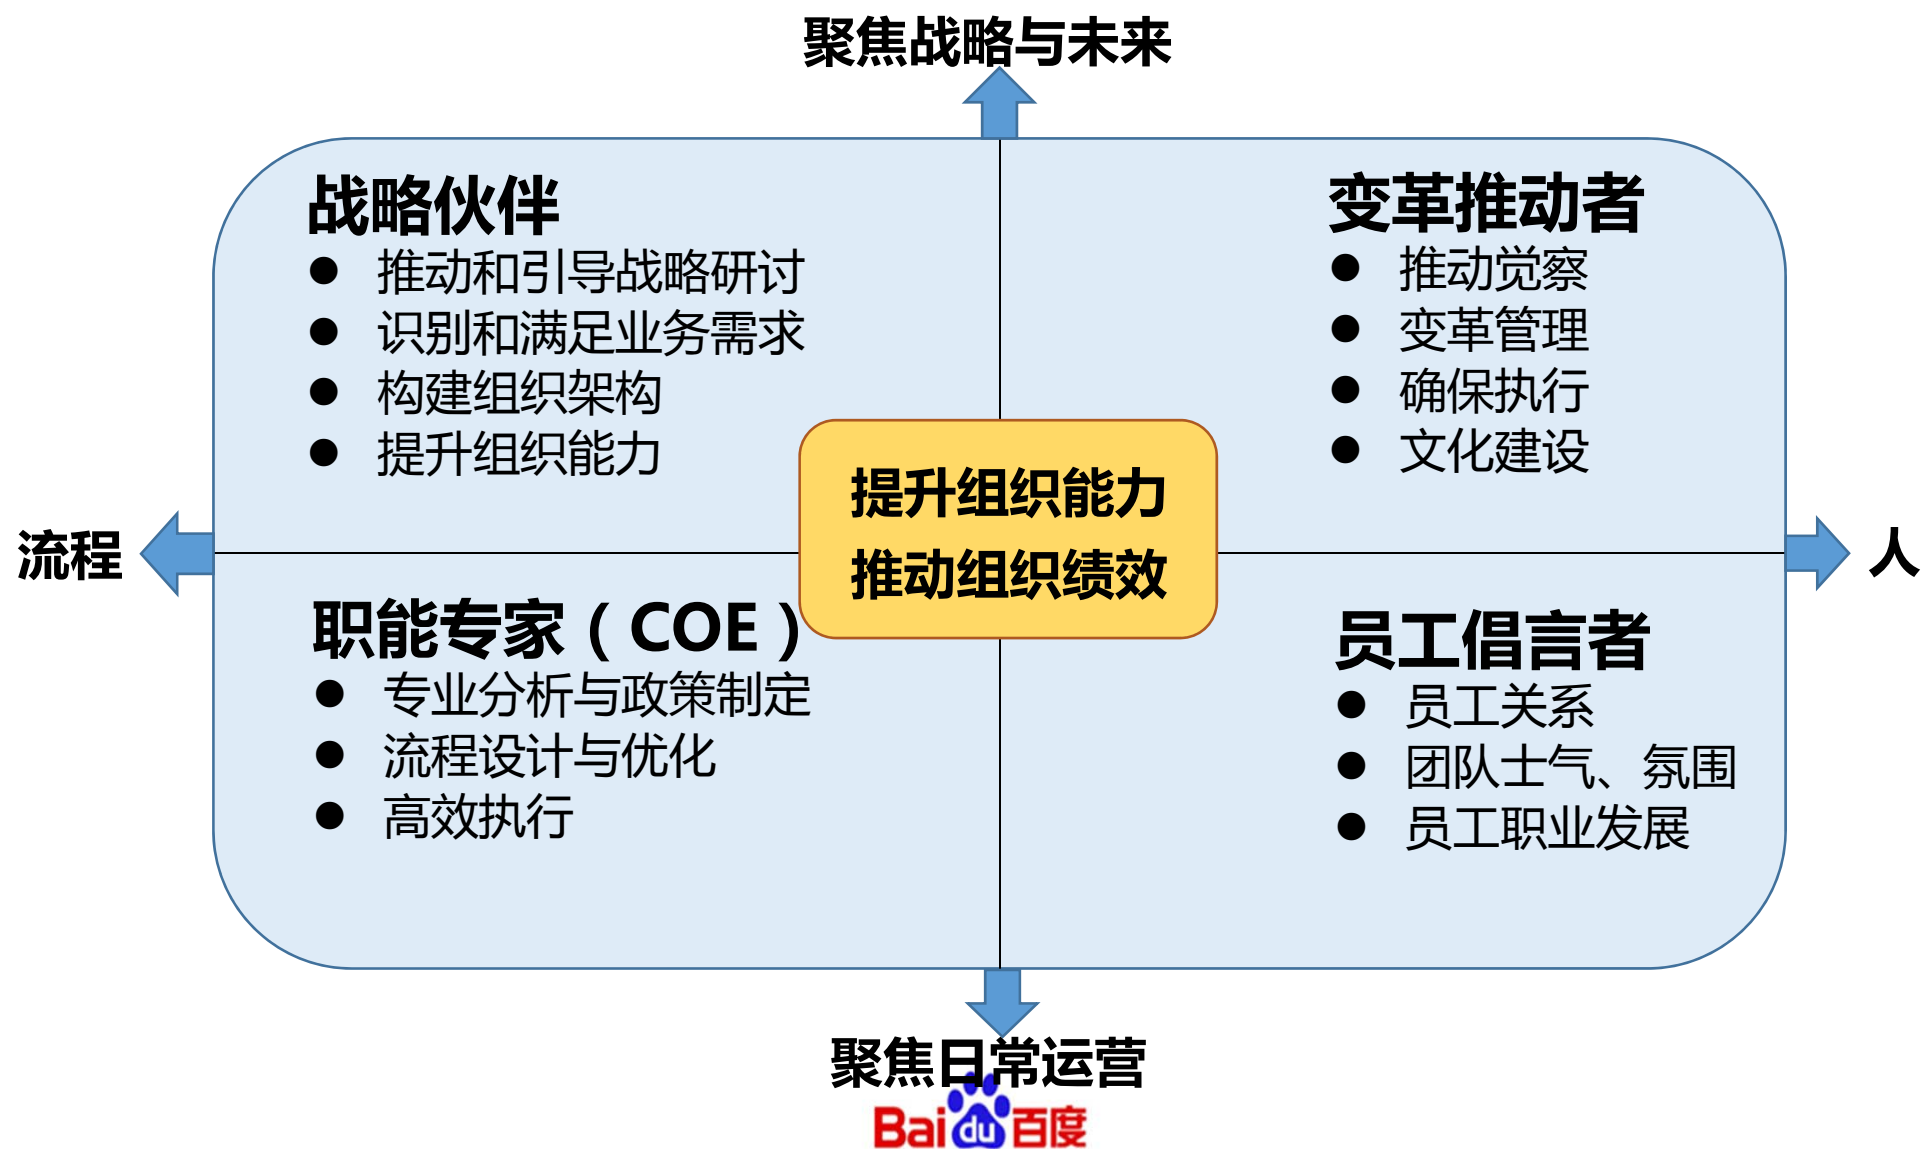 聚焦战略与未来
战略伙伴
推动和引导战略研讨
识别和满足业务需求
构建组织架构
提升组织能力
变革推动者
推动觉察
变革管理
确保执行
文化建设
提升组织能力
推动组织绩效
流程
人
职能专家（COE）
专业分析与政策制定
流程设计与优化
高效执行
员工倡言者
员工关系
团队士气、氛围
员工职业发展
聚焦日常运营
Bai du 百度